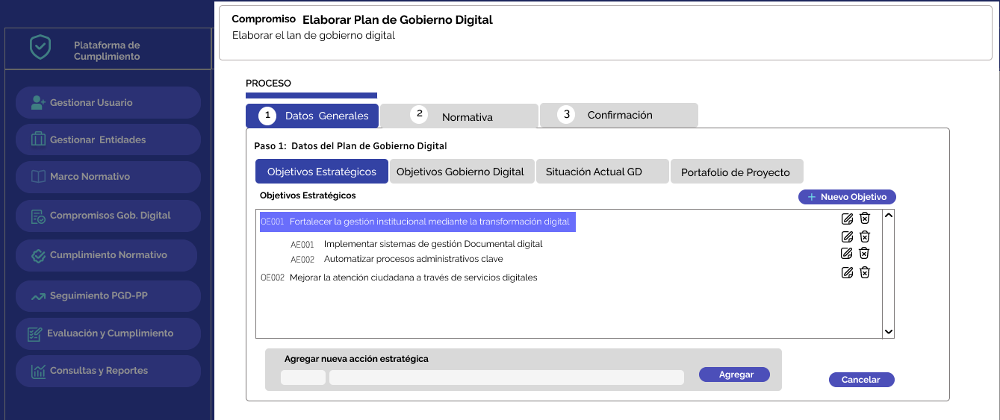 Plataforma de
Cumplimiento
Gestionar Usuario
Gestionar Entidades
Marco Normativo
Compromisos Gob. Digital
Cumplimiento Normativo
Seguimiento PGD-PP
Evaluación y Cumplimiento
Consultas y Reportes
Compromiso Elaborar Plan de Gobierno Digital
Elaborar el lan de gobierno digital
PROCESO
1 Datos Generales
2 Normativa
3 Confirmación
Paso 1: Datos del Plan de Gobierno Digital
Objetivos Estratégicos
Objetivos Gobierno Digital
Situación Actual GD
Portafolio de Proyecto
Objetivos Estratégicos
+ Nuevo Objetivo
OE001 Fortalecer la gestión institucional mediante la transformación digital
AE001 Implementar sistemas de gestión Documental digital
AE002 Automatizar procesos administrativos clave
OE002 Mejorar la atención ciudadana a través de servicios digitales
Agregar nueva acción estratégica
Agregar
Cancelar